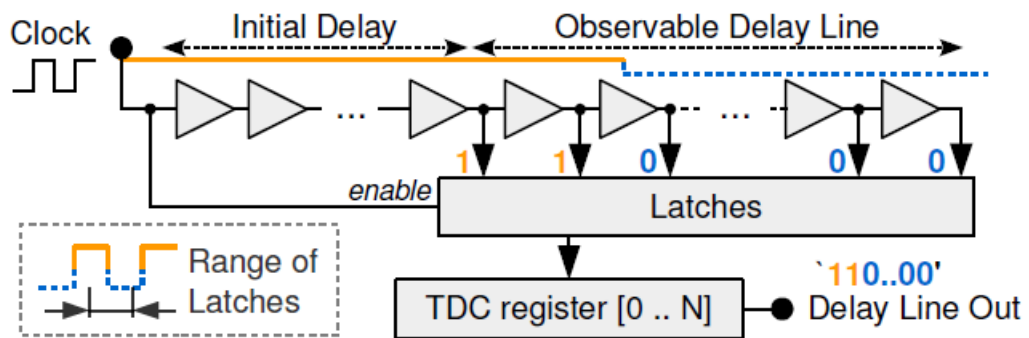 Clock
Initial Delay
Observable Delay Line
...
...
1 1 0 0 0
enable
Latches
Range of
Latches
TDC register [0 .. N]
`110..00'
Delay Line Out